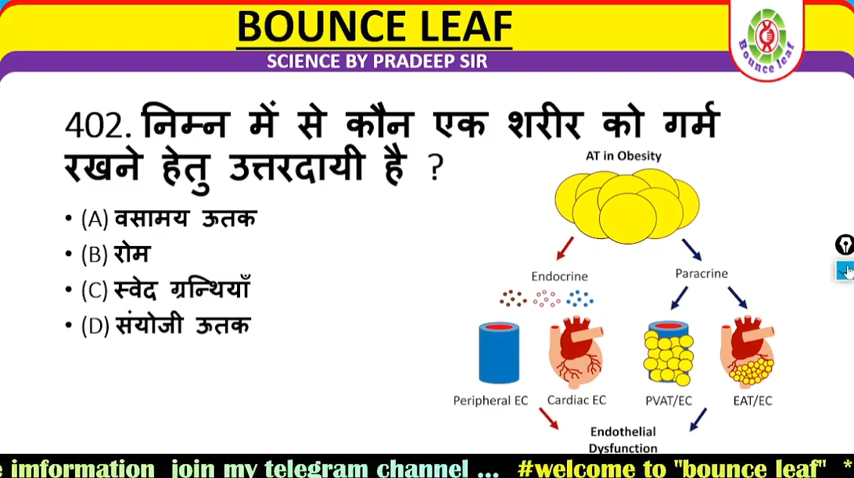 BOUNCE LEAF
SCIENCE BY PRADEEP SIR
Bounce leaf
402. निम्न में से कौन एक शरीर को गर्म
रखने हेतु उत्तरदायी है ?
• (A) वसामय ऊतक
• (B) रोम
• (C) स्वेद ग्रन्थियाँ
• (D) संयोजी ऊतक
AT in Obesity
Endocrine
Paracrine
Peripheral EC
Cardiac EC
PVAT/EC
EAT/EC
Endothelial
Dysfunction
e imformation join my telegram channel ... #welcome to "bounce leaf" *